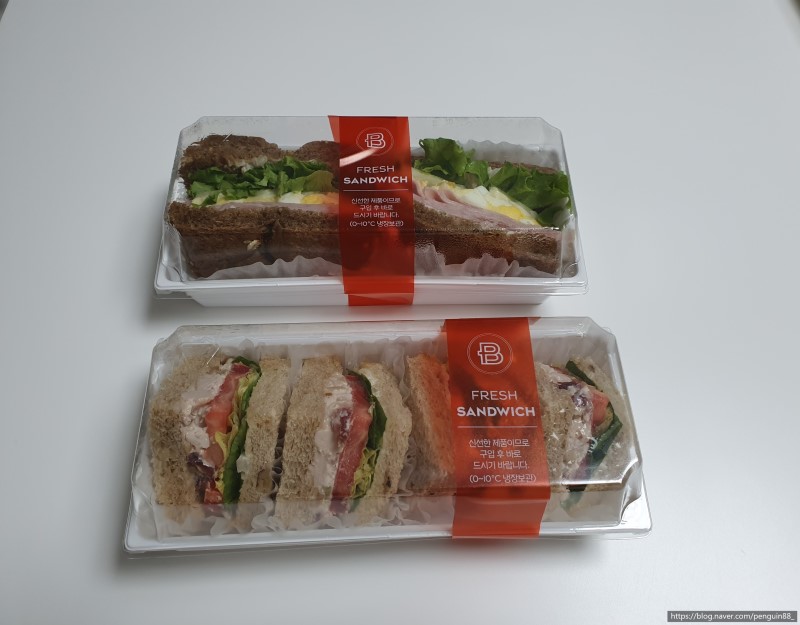 B
FRESH
SANDWICH
신선한 제품이므로
구입 후 바로
드시기 바랍니다.
(0~10°C 냉장보관)
B
FRESH
SANDWICH
신선한 제품이므로
구입 후 바로
드시기 바랍니다.
(0~10°C 냉장보관)
https://blog.naver.com/penguin88_